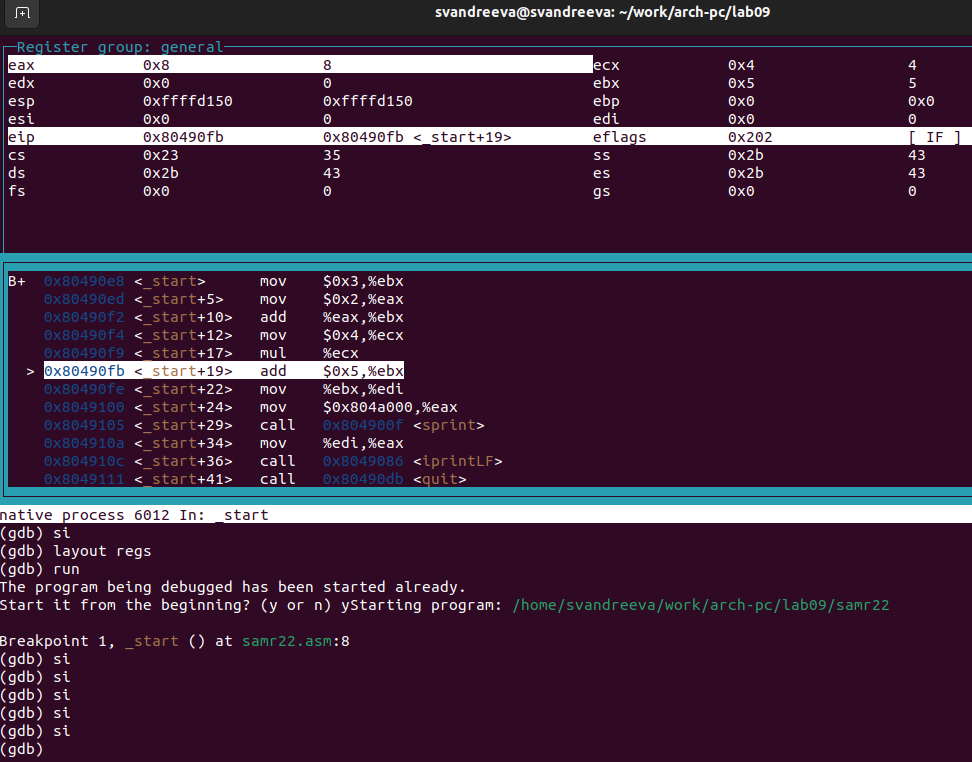 svandreeva@svandreeva: ~/work/arch-pc/lab09
Register group: general
eax 0x8 8 ecx 0x4 4
edx 0x0 0 ebx 0x5 5
esp 0xffffd150 0xffffd150 ebp 0x0 0x0
esi 0x0 0 edi 0x0 0
eip 0x80490fb 0x80490fb <_start+19> eflags 0x202 [ IF ]
cs 0x23 35 ss 0x2b 43
ds 0x2b 43 es 0x2b 43
fs 0x0 0 gs 0x0 0
B+ 0x80490e8 <_start> mov $0x3,%ebx
0x80490ed <_start+5> mov $0x2,%eax
0x80490f2 <_start+10> add %eax,%ebx
0x80490f4 <_start+12> mov $0x4,%ecx
0x80490f9 <_start+17> mul %ecx
> 0x80490fb <_start+19> add $0x5,%ebx
0x80490fe <_start+22> mov %ebx,%edi
0x8049100 <_start+24> mov $0x804a000,%eax
0x8049105 <_start+29> call 0x804900f <sprint>
0x804910a <_start+34> mov %edi,%eax
0x804910c <_start+36> call 0x8049086 <iprintLF>
0x8049111 <_start+41> call 0x80490db <quit>
native process 6012 In: _start
(gdb) si
(gdb) layout regs
(gdb) run
The program being debugged has been started already.
Start it from the beginning? (y or n) yStarting program: /home/svandreeva/work/arch-pc/lab09/samr22
Breakpoint 1, _start () at samr22.asm:8
(gdb) si
(gdb) si
(gdb) si
(gdb) si
(gdb) si
(gdb)